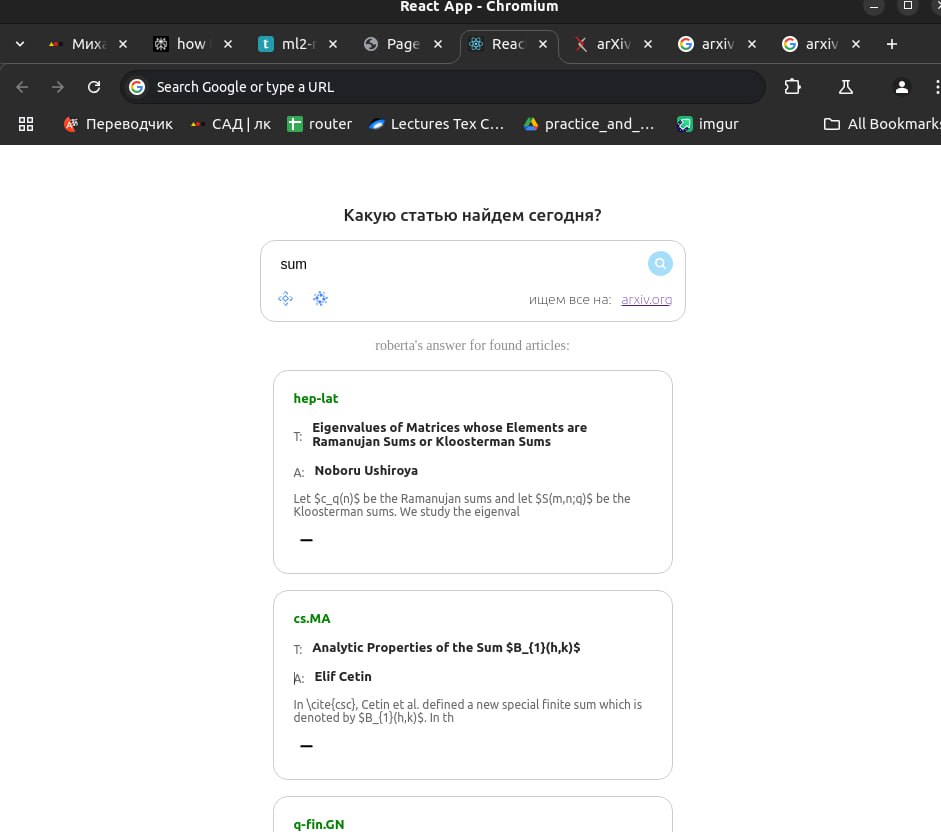 React App - Chromium
Миха how ml2-r Page Reac arXiv arxiv arxiv
Search Google or type a URL
Переводчик САД | лк router Lectures Tex C... practice_and_... imgur All Bookmarks
Какую статью найдем сегодня?
sum
ищем все на: arxiv.org
roberta's answer for found articles:
hep-lat
T: Eigenvalues of Matrices whose Elements are
Ramanujan Sums or Kloosterman Sums
A: Noboru Ushiroya
Let $c_q(n)$ be the Ramanujan sums and let $S(m,n;q)$ be the
Kloosterman sums. We study the eigenval
cs.MA
T: Analytic Properties of the Sum $B_{1}(h,k)$
A: Elif Cetin
In \cite{csc}, Cetin et al. defined a new special finite sum which is
denoted by $B_{1}(h,k)$. In th
q-fin.GN